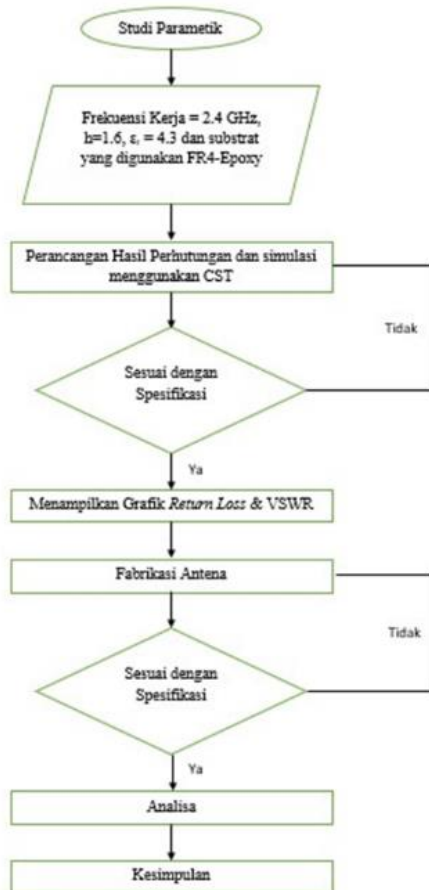 Studi Parametik
Frekuensi Kerja = 2.4 GHz,
h=1.6, εᵣ = 4.3 dan substrat
yang digunakan FR4-Epoxy
Perancangan Hasil Perhutungan dan simulasi
menggunakan CST
Tidak
Sesuai dengan
Spesifikasi
Ya
Menampilkan Grafik Return Loss & VSWR
Fabrikasi Antena
Tidak
Sesuai dengan
Spesifikasi
Ya
Analisa
Kesimpulan